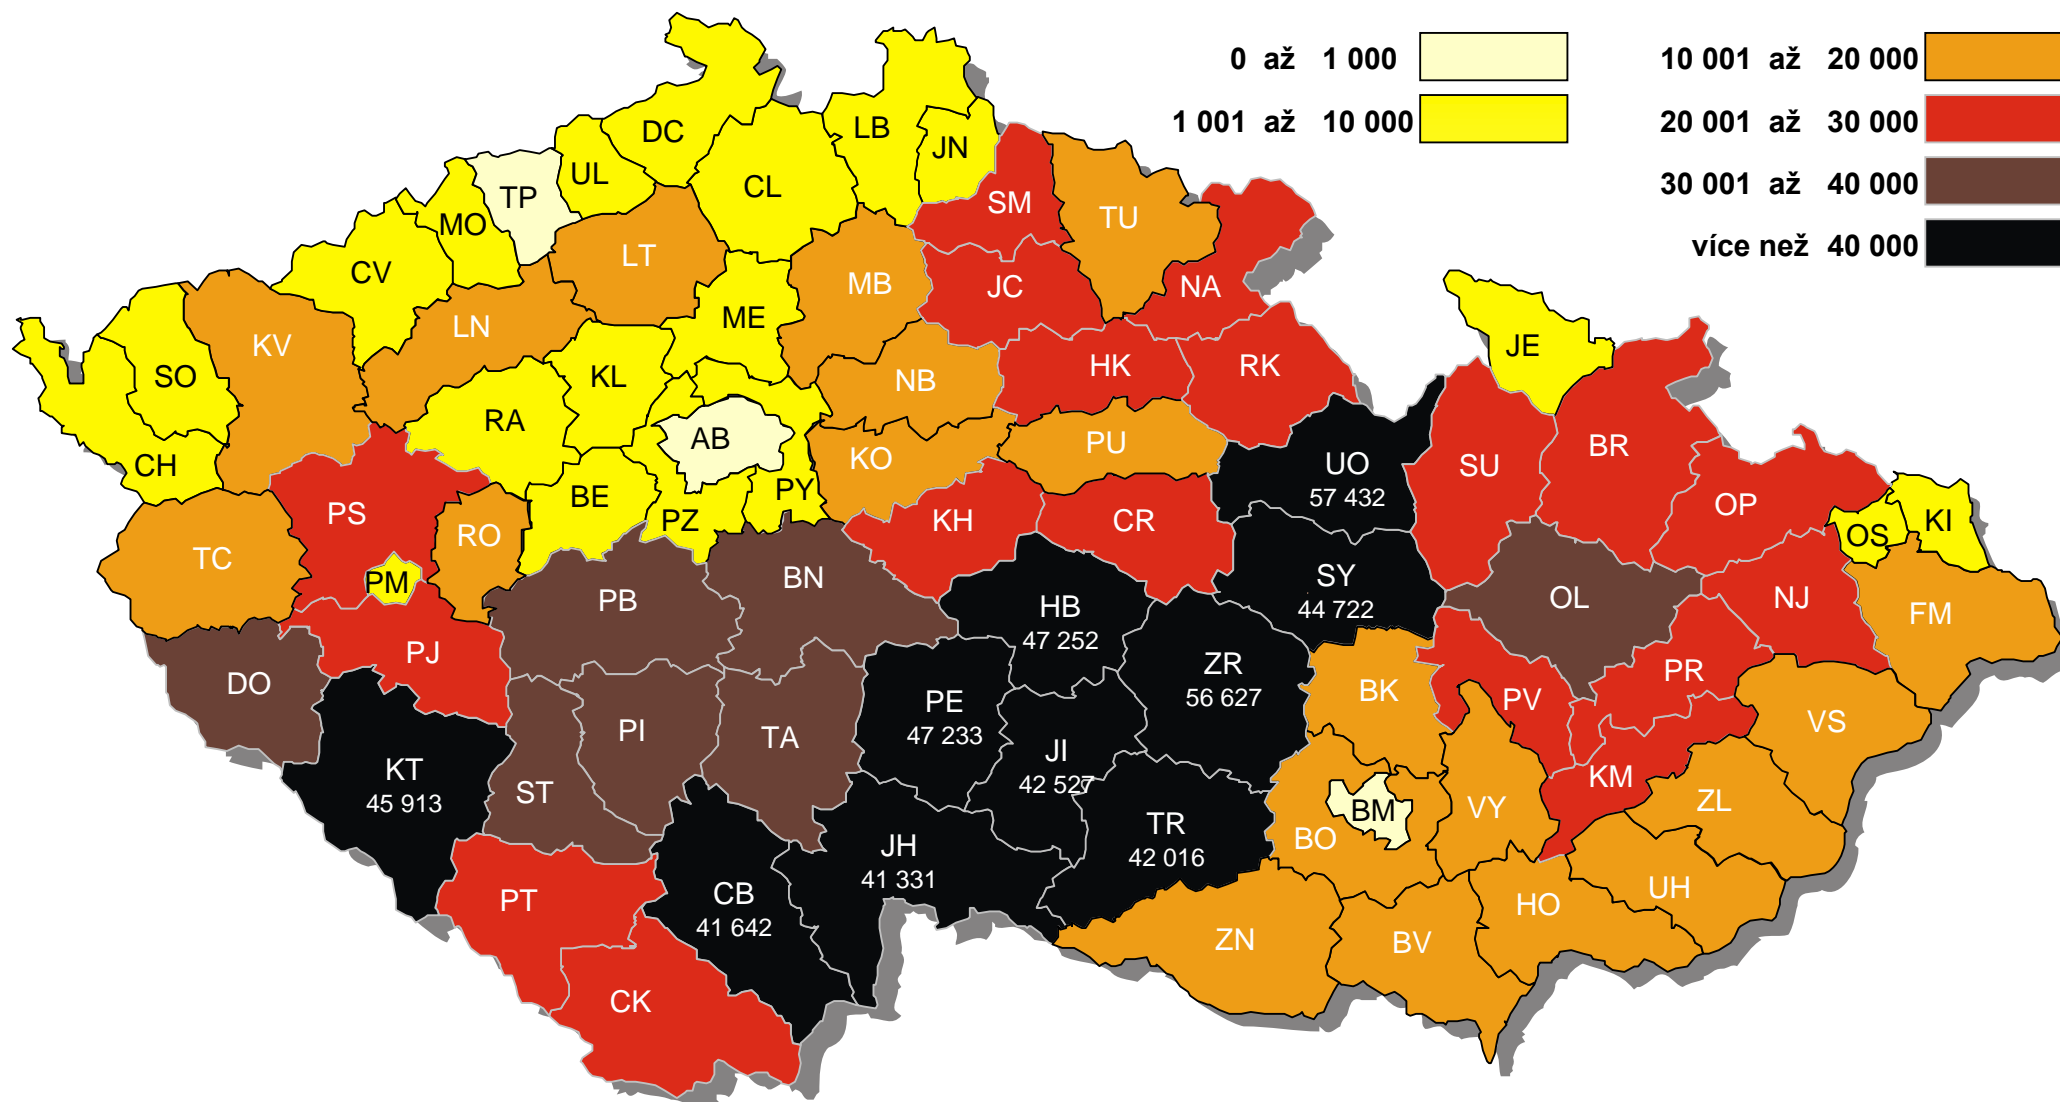 0 až 1 000
10 001 až 20 000
1 001 až 10 000
20 001 až 30 000
30 001 až 40 000
více než 40 000
DC
LB
JN
UL
TP
CL
MO
SM
TU
CV
LT
MB
JC
NA
ME
LN
KV
SO
KL
NB
HK
RK
JE
RA
AB
KO
PU
BR
CH
UO
57 432
SU
BE
PY
PZ
KH
CR
OP
KI
OS
PS
RO
TC
PM
PB
BN
HB
47 252
SY
44 722
OL
NJ
FM
PJ
DO
ZR
56 627
PR
BK
PV
VS
PE
47 233
PI
TA
JI
42 527
KT
45 913
ST
KM
ZL
VY
BM
BO
TR
42 016
JH
41 331
CB
41 642
PT
UH
HO
ZN
BV
CK